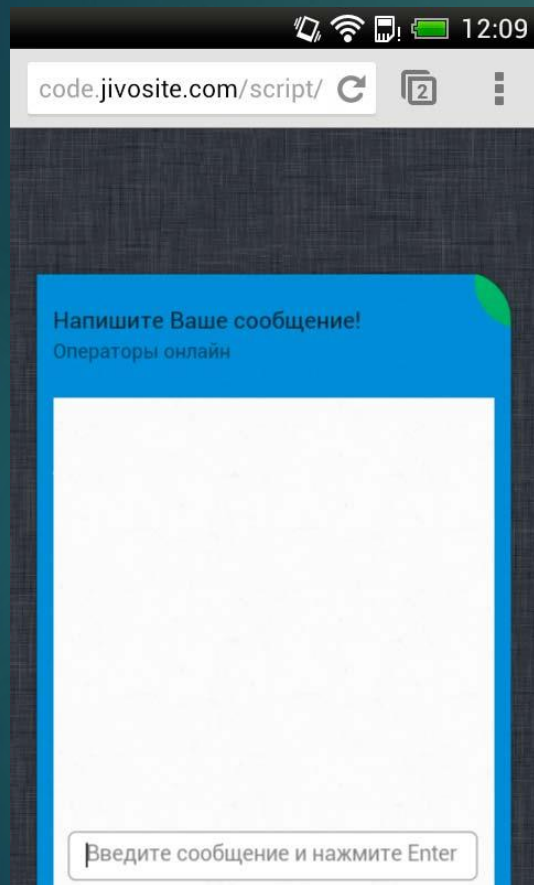 12:09
code.jivosite.com/script/
2
Напишите Ваше сообщение!
Операторы онлайн
Введите сообщение и нажмите Enter